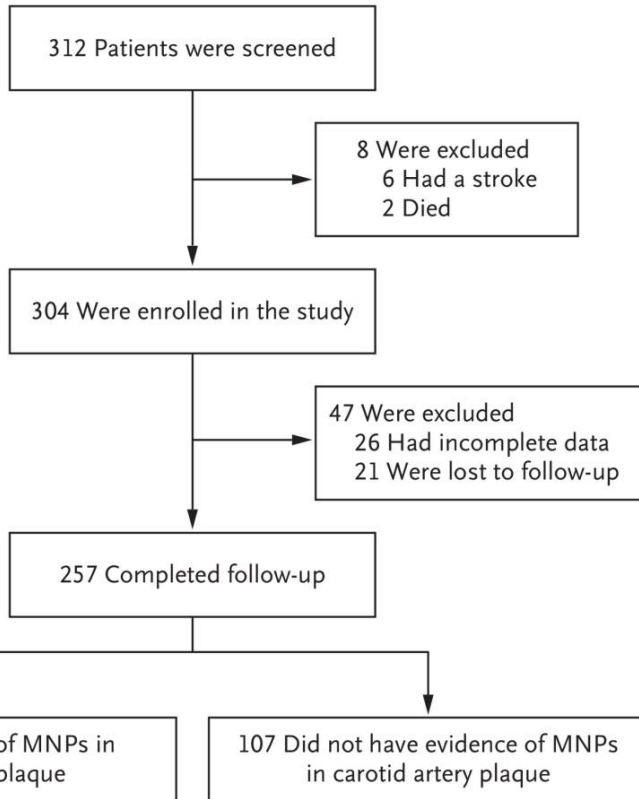 312 Patients were screened
8 Were excluded
6 Had a stroke
2 Died
304 Were enrolled in the study
47 Were excluded
26 Had incomplete data
21 Were lost to follow-up
257 Completed follow-up
of MNPs in
plaque
107 Did not have evidence of MNPs
in carotid artery plaque